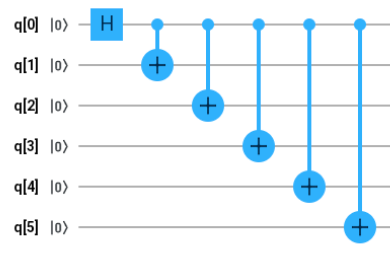 q[0] |0⟩ H
q[1] |0⟩ +
q[2] |0⟩ +
q[3] |0⟩ +
q[4] |0⟩ +
q[5] |0⟩ +